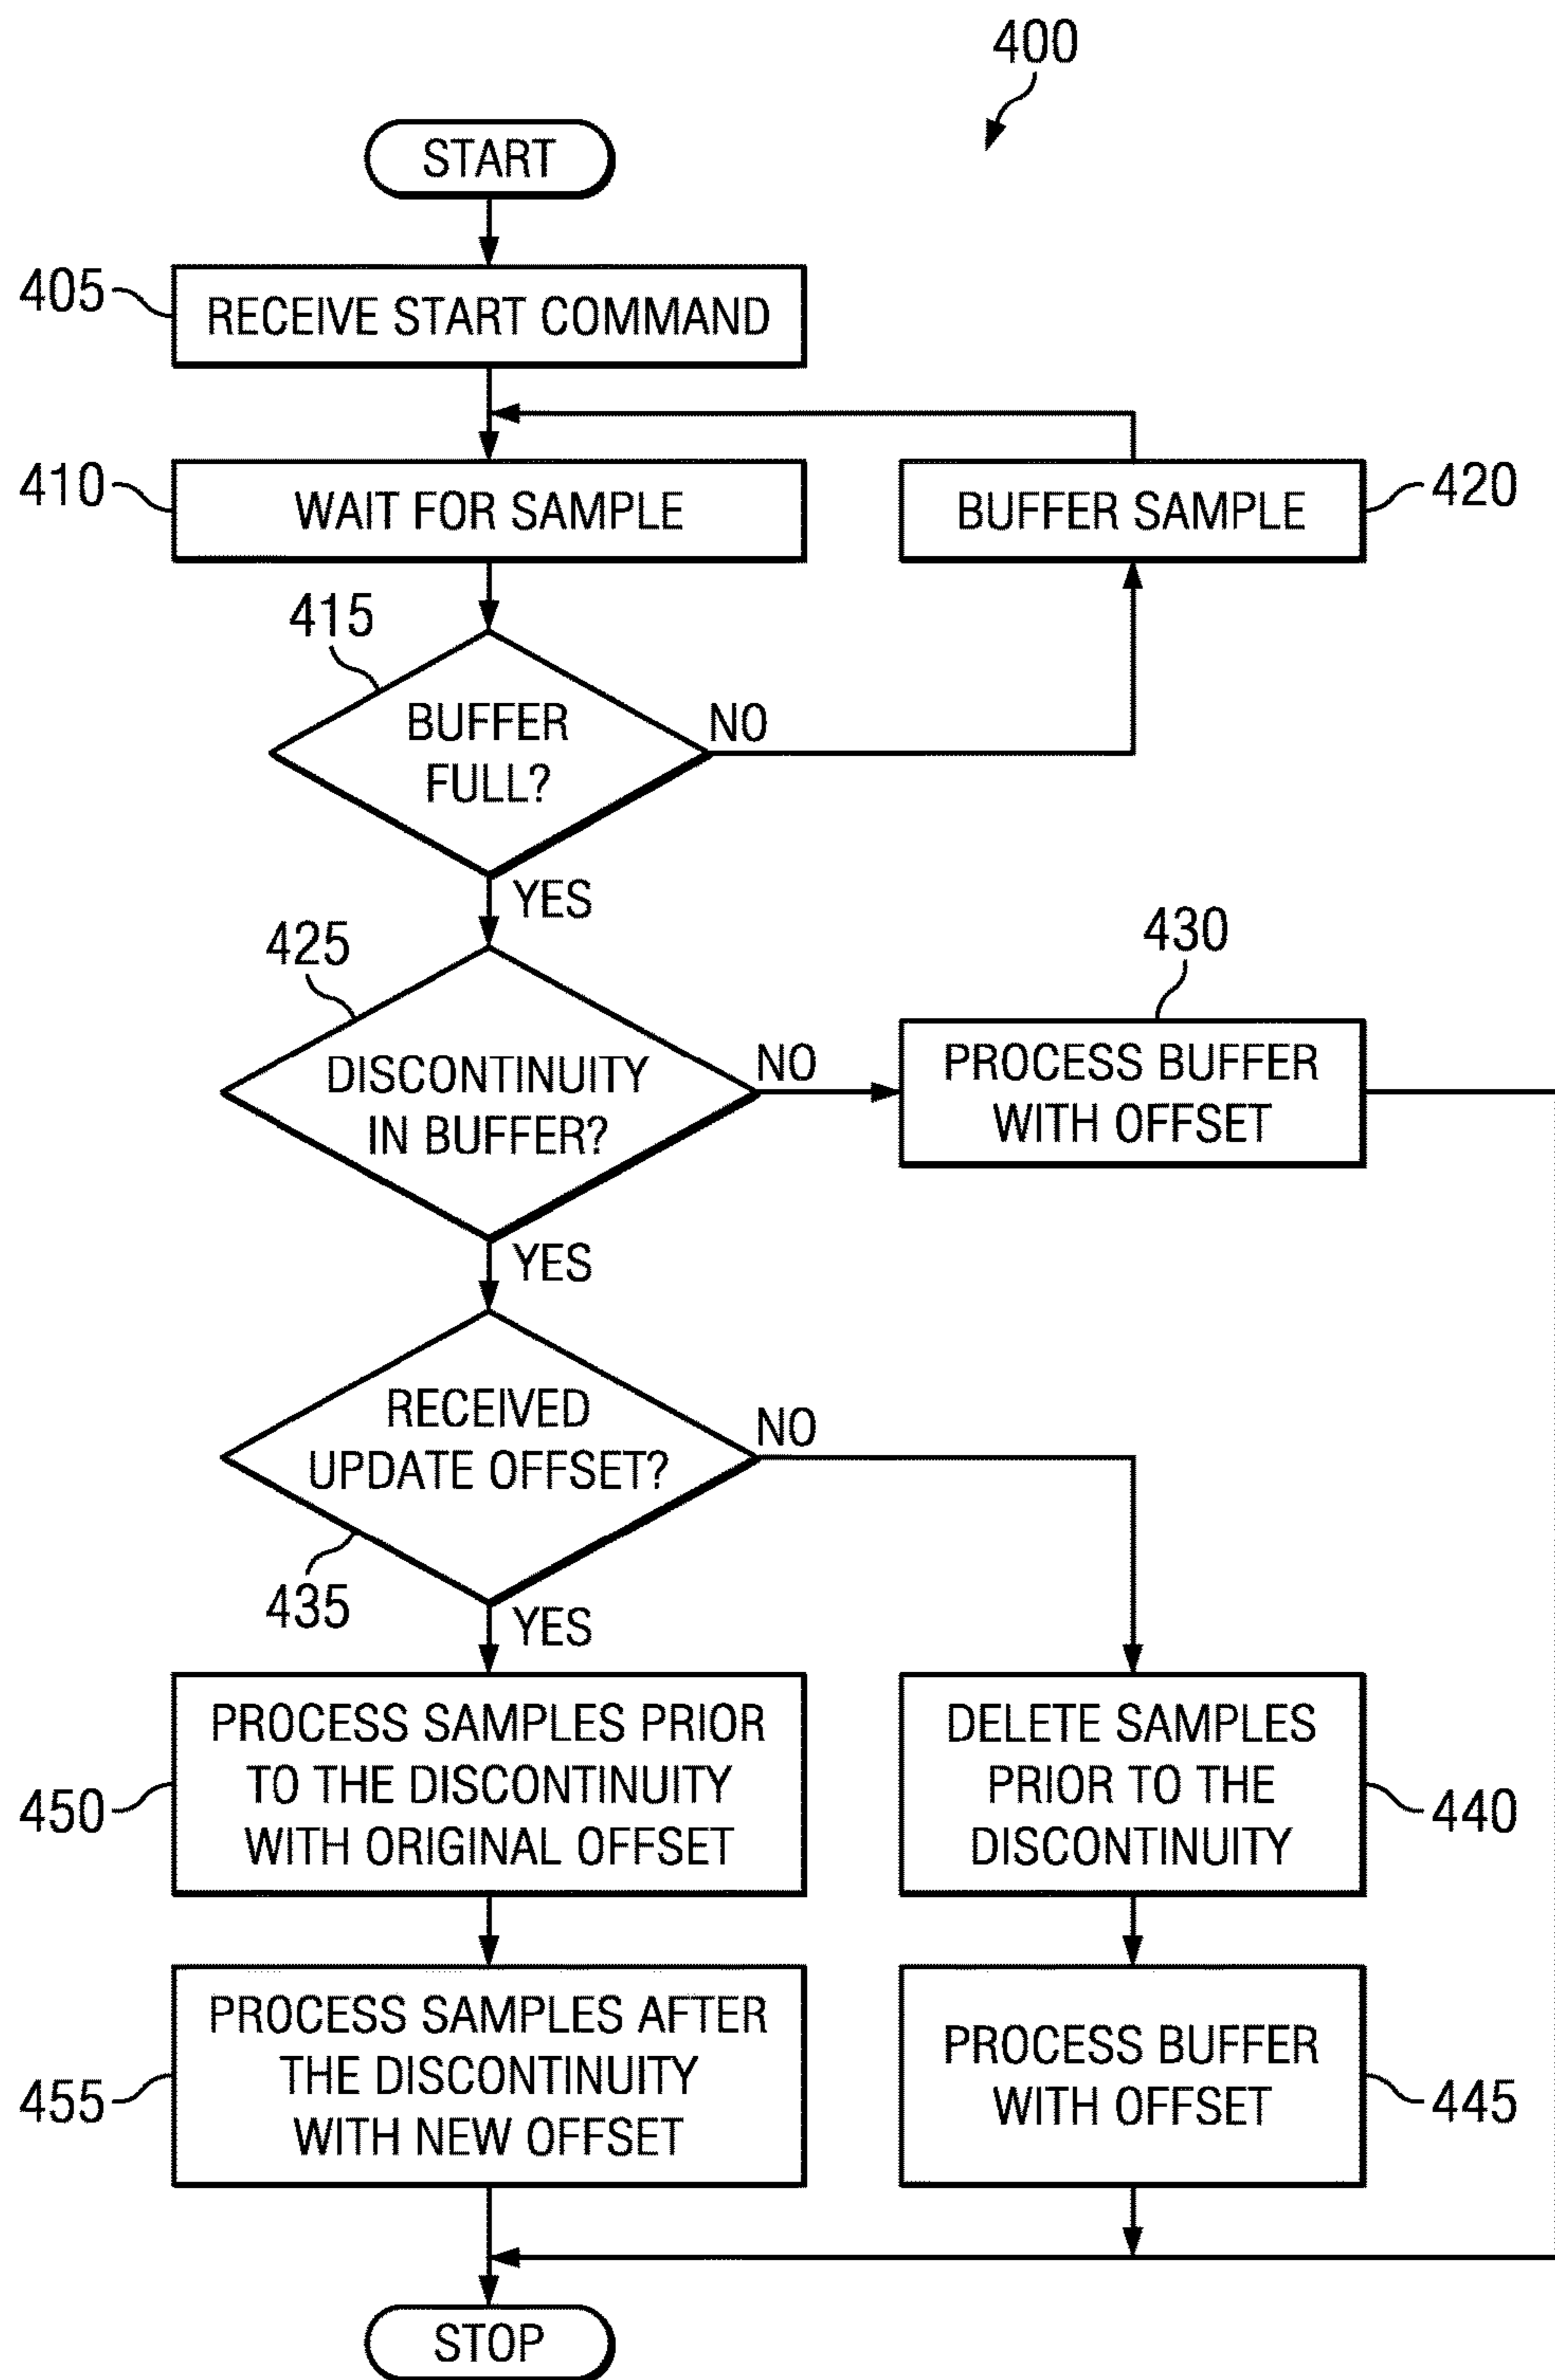 400
START
405
RECEIVE START COMMAND
410
WAIT FOR SAMPLE
BUFFER SAMPLE
420
415
BUFFER
FULL?
NO
YES
425
DISCONTINUITY
IN BUFFER?
NO
430
PROCESS BUFFER
WITH OFFSET
YES
RECEIVED
UPDATE OFFSET?
NO
435
YES
450
PROCESS SAMPLES PRIOR
TO THE DISCONTINUITY
WITH ORIGINAL OFFSET
DELETE SAMPLES
PRIOR TO THE
DISCONTINUITY
440
455
PROCESS SAMPLES AFTER
THE DISCONTINUITY
WITH NEW OFFSET
PROCESS BUFFER
WITH OFFSET
445
STOP